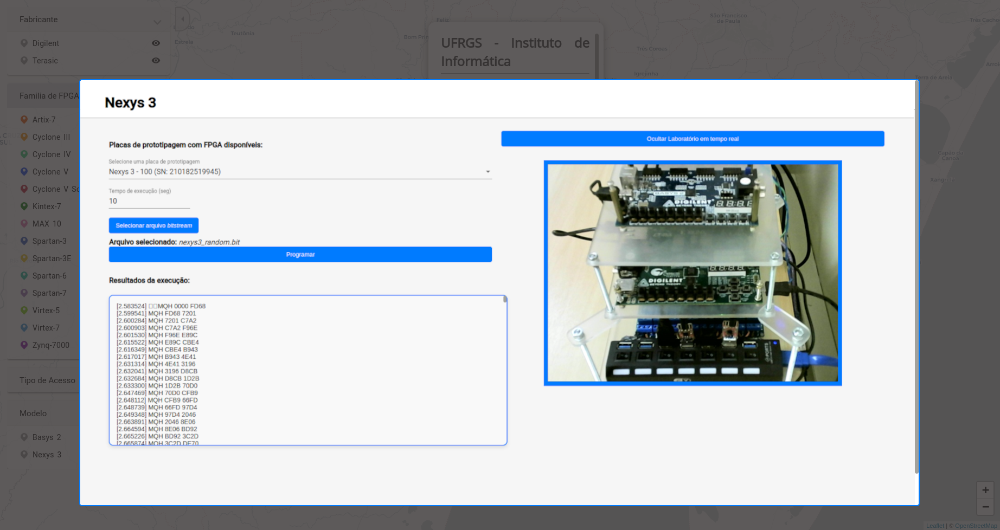 Fabricante
Digilent
Terasic
Familia de FPGA
Artix-7
Cyclone III
Cyclone IV
Cyclone V
Cyclone V So
Kintex-7
MAX 10
Spartan-3
Spartan-3E
Spartan-6
Spartan-7
Virtex-5
Virtex-7
Zynq-7000
Tipo de Acesso
Modelo
Basys 2
Nexys 3
Estrela
Teutônia
Feliz
Bom Prin
UFRGS - Instituto de
Informática
São Francisco
de Paula
Três Coroas
Igrejinha
Três Cacho
Arroi
Terra de Areia
Capão da
Canoa
Xangri-lá
Nexys 3
Placas de prototipagem com FPGA disponíveis:
Selecione uma placa de prototipagem
Nexys 3 - 100 (SN: 210182519945)
Tempo de execução (seg)
10
Selecionar arquivo bitstream
Arquivo selecionado: nexys3_random.bit
Programar
Resultados da execução:
[2.583524] □□MQH 0000 FD68
[2.599541] MQH FD68 7201
[2.600284] MQH 7201 C7A2
[2.600903] MQH C7A2 F96E
[2.601530] MQH F96E E89C
[2.615522] MQH E89C CBE4
[2.616349] MQH CBE4 B943
[2.617017] MQH B943 4E41
[2.631314] MQH 4E41 3196
[2.632041] MQH 3196 D8CB
[2.632684] MQH D8CB 1D2B
[2.633300] MQH 1D2B 70D0
[2.647469] MQH 70D0 CFB9
[2.648112] MQH CFB9 66FD
[2.648739] MQH 66FD 97D4
[2.649348] MQH 97D4 2046
[2.663891] MQH 2046 8E06
[2.664594] MQH 8E06 BD92
[2.665226] MQH BD92 3C2D
[2.665874] MQH 3C2D DE70
Ocultar Laboratório em tempo real
BASYS 2
DIGILENT
BEYOND THEORY
DIGILENT
BEYOND THEORY
PORTS
+
−
Leaflet | © OpenStreetMap